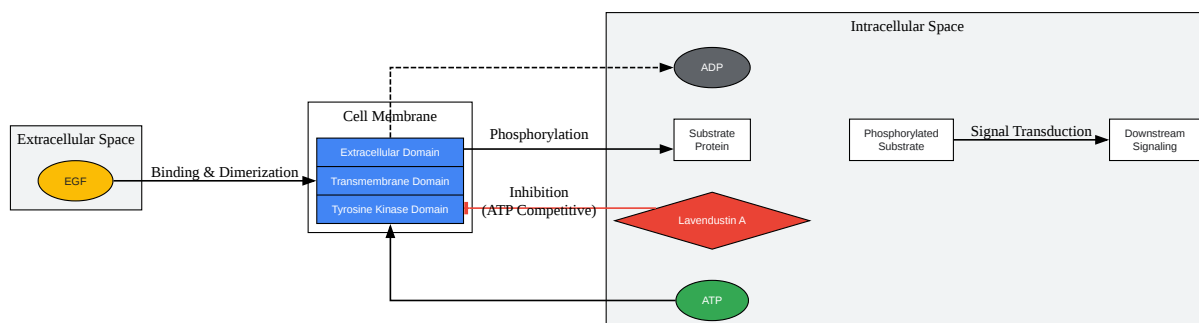 Intracellular Space
ADP
Cell Membrane
Extracellular Space
Phosphorylation
Substrate
Protein
Phosphorylated
Substrate
Signal Transduction
Downstream
Signaling
Extracellular Domain
EGF
Binding & Dimerization
Transmembrane Domain
Tyrosine Kinase Domain
Inhibition
(ATP Competitive)
Lavendustin A
ATP